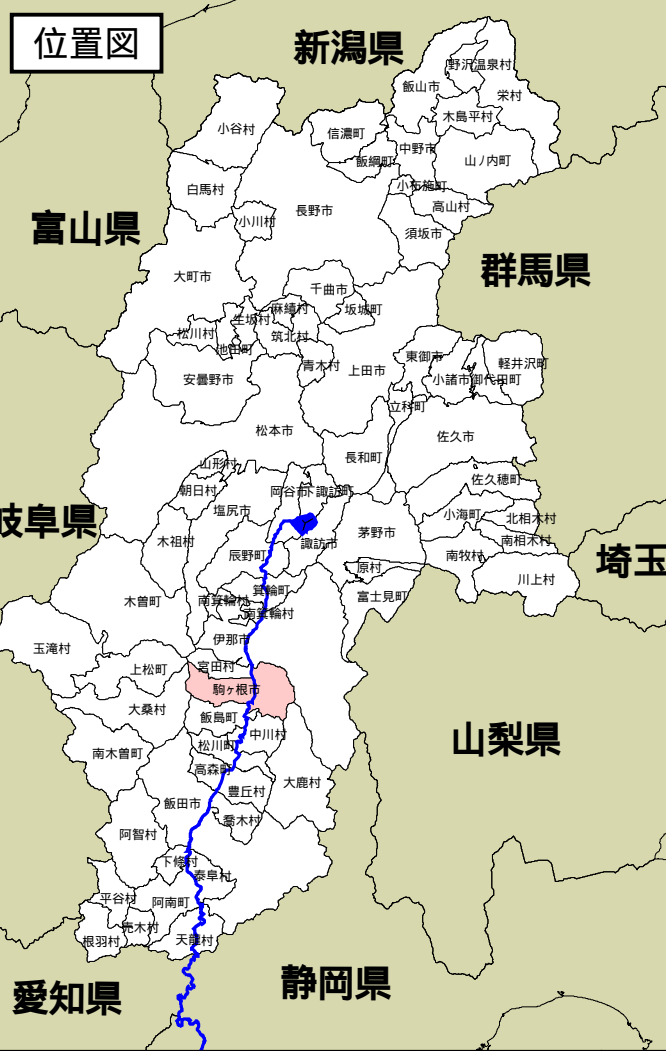 位置図
新潟県
野沢温泉村
飯山市
栄村
木島平村
小谷村
信濃町
中野市
飯綱町
山ノ内町
白馬村
小布施町
高山村
長野市
小川村
富山県
須坂市
群馬県
大町市
千曲市
麻績村
坂城町
生坂村
松川村
筑北村
池田町
東御市
青木村
軽井沢町
上田市
安曇野市
小諸市
御代田町
立科町
松本市
佐久市
長和町
山形村
佐久穂町
朝日村
岡谷市
下諏訪町
塩尻市
小海町
北相木村
岐阜県
茅野市
木祖村
諏訪市
南相木村
辰野町
南牧村
埼玉
原村
川上村
箕輪町
富士見町
木曽町
南箕輪村
南箕輪村
伊那市
玉滝村
宮田村
上松町
駒ヶ根市
大桑村
飯島町
中川村
山梨県
松川町
南木曽町
高森町
大鹿村
豊丘村
飯田市
喬木村
阿智村
下條村
泰阜村
平谷村
阿南町
売木村
根羽村
天龍村
静岡県
愛知県